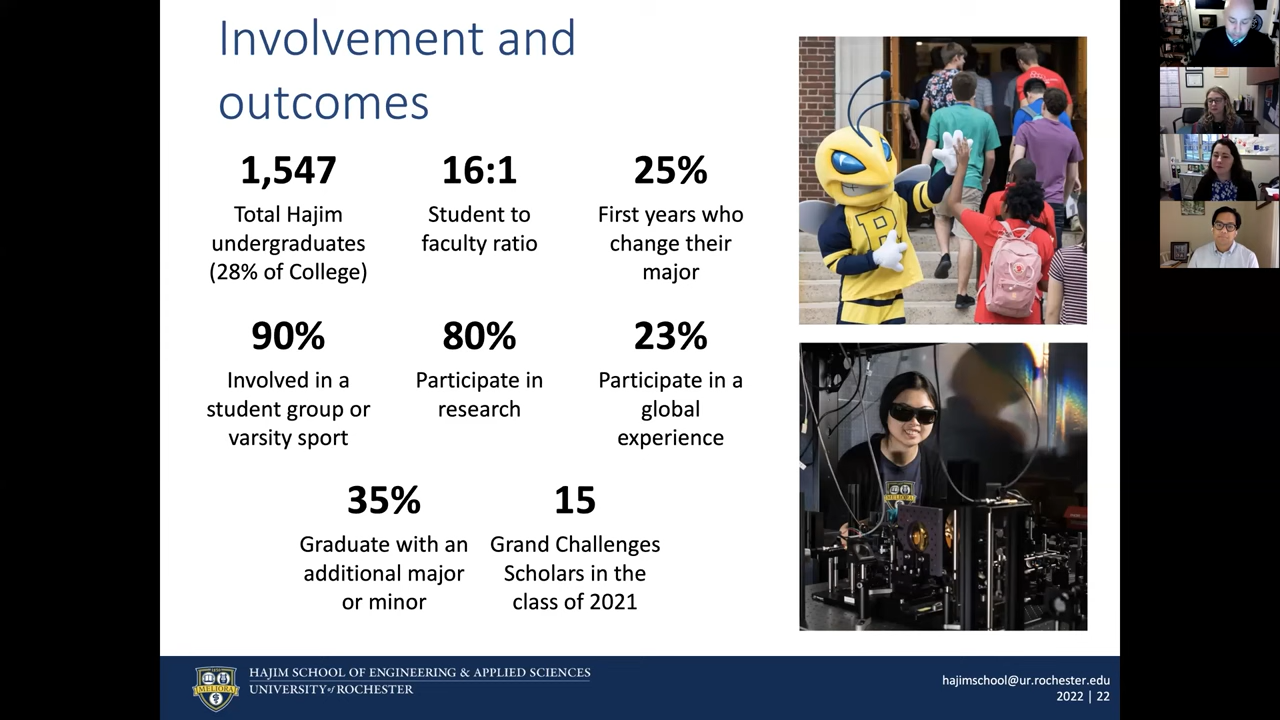 Involvement and
outcomes
1,547
Total Hajim
undergraduates
(28% of College)
16:1
Student to
faculty ratio
25%
First years who
change their
major
90%
Involved in a
student group or
varsity sport
80%
Participate in
research
23%
Participate in a
global
experience
35%
Graduate with an
additional major
or minor
15
Grand Challenges
Scholars in the
class of 2021
R
MELIORA
MELIORA
HAJIM SCHOOL OF ENGINEERING & APPLIED SCIENCES
UNIVERSITY of ROCHESTER
hajimschool@ur.rochester.edu
2022 | 22